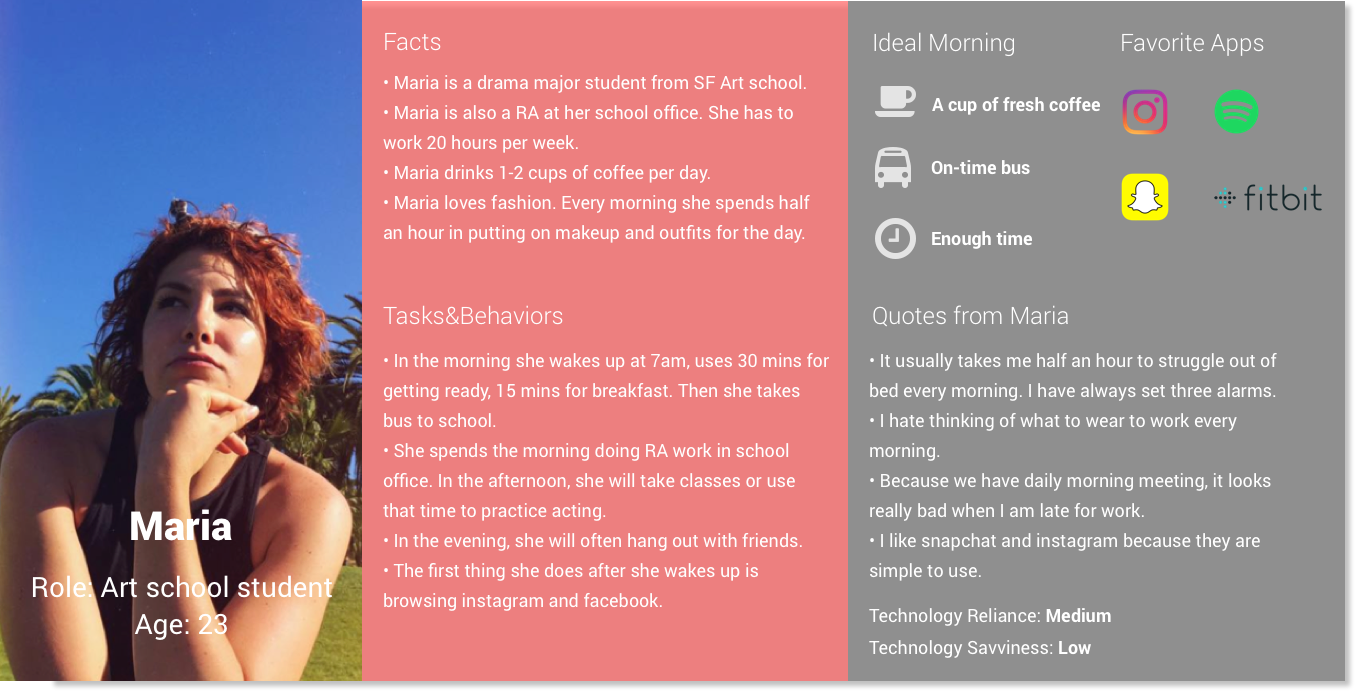 Maria
Role: Art school student
Age: 23
Facts
• Maria is a drama major student from SF Art school.
• Maria is also a RA at her school office. She has to
work 20 hours per week.
• Maria drinks 1-2 cups of coffee per day.
• Maria loves fashion. Every morning she spends half
an hour in putting on makeup and outfits for the day.
Tasks&Behaviors
• In the morning she wakes up at 7am, uses 30 mins for
getting ready, 15 mins for breakfast. Then she takes
bus to school.
• She spends the morning doing RA work in school
office. In the afternoon, she will take classes or use
that time to practice acting.
• In the evening, she will often hang out with friends.
• The first thing she does after she wakes up is
browsing instagram and facebook.
Ideal Morning
A cup of fresh coffee
On-time bus
Enough time
Favorite Apps
fitbit
Quotes from Maria
• It usually takes me half an hour to struggle out of
bed every morning. I have always set three alarms.
• I hate thinking of what to wear to work every
morning.
• Because we have daily morning meeting, it looks
really bad when I am late for work.
• I like snapchat and instagram because they are
simple to use.
Technology Reliance: Medium
Technology Savviness: Low